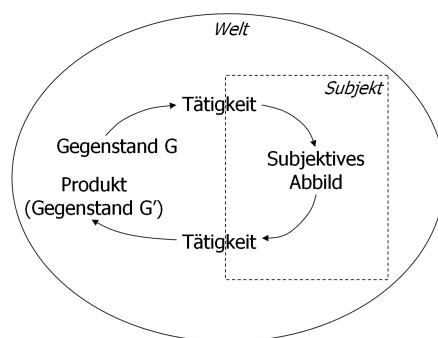 Welt
Subjekt
Tätigkeit
Gegenstand G
Subjektives
Abbild
Produkt
(Gegenstand G’)
Tätigkeit